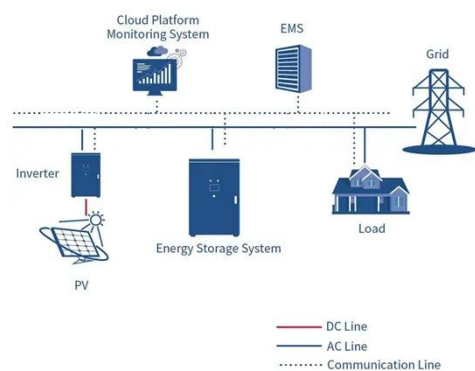 Cloud Platform
Monitoring System
EMS
Grid
Inverter
Energy Storage System
Load
PV
DC Line
AC Line
Communication Line